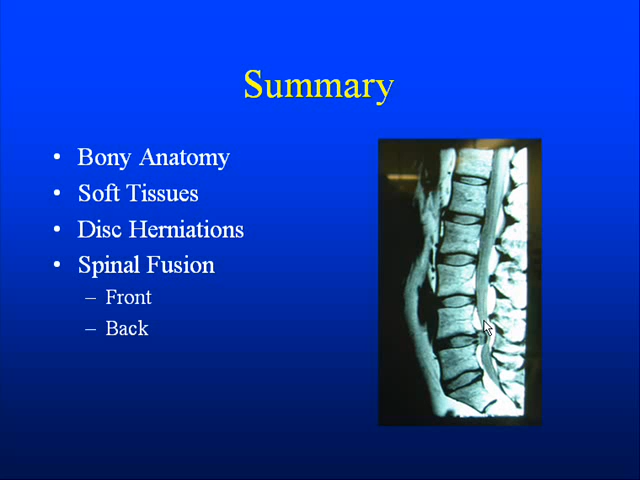 Summary
• Bony Anatomy
• Soft Tissues
• Disc Herniations
• Spinal Fusion
– Front
– Back